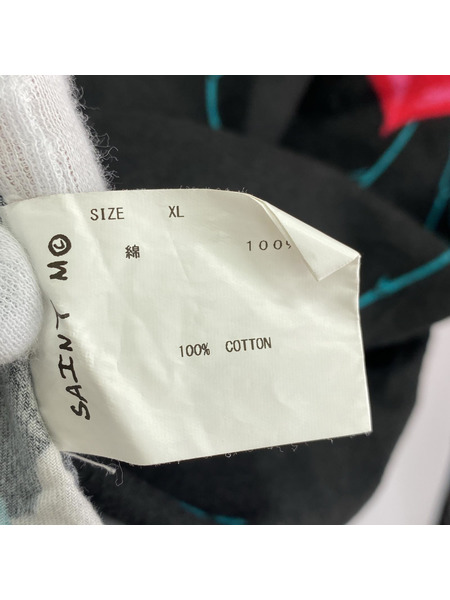 SIZE XL
綿 100%
100% COTTON
SAINT M©